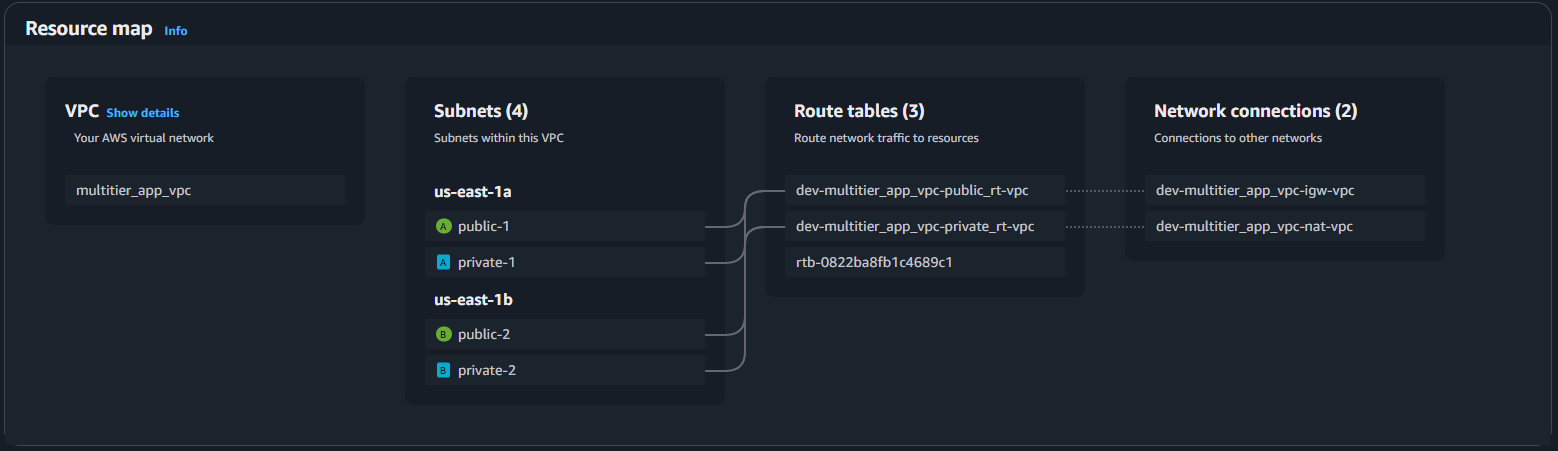 Resource map Info
VPC Show details
Your AWS virtual network
multitier_app_vpc
Subnets (4)
Subnets within this VPC
us-east-1a
A public-1
A private-1
us-east-1b
B public-2
B private-2
Route tables (3)
Route network traffic to resources
dev-multitier_app_vpc-public_rt-vpc
dev-multitier_app_vpc-private_rt-vpc
rtb-0822ba8fb1c4689c1
Network connections (2)
Connections to other networks
dev-multitier_app_vpc-igw-vpc
dev-multitier_app_vpc-nat-vpc